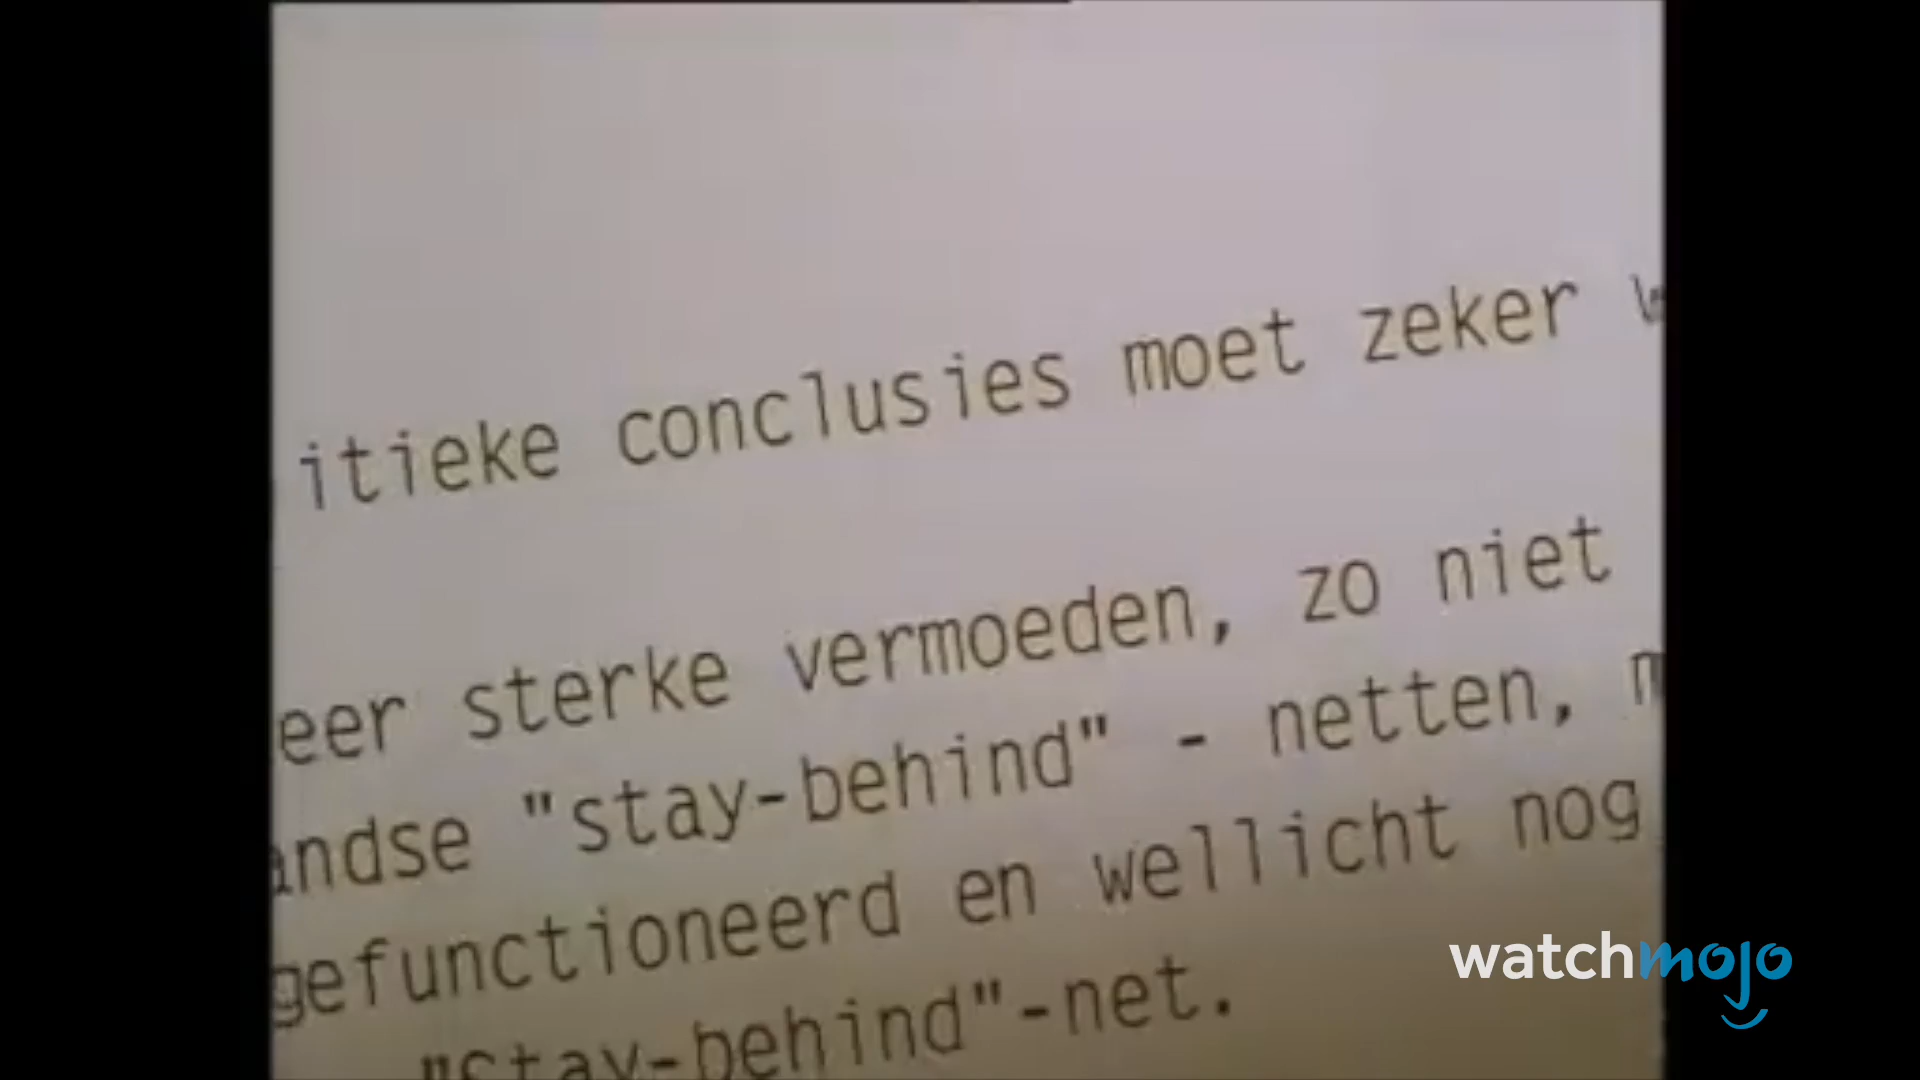 itieke conclusies moet zeker
eer sterke vermoeden, zo niet
andse "stay-behind" - netten,
gefunctioneerd en wellicht nog
"stay-behind"-net.
watchmojo